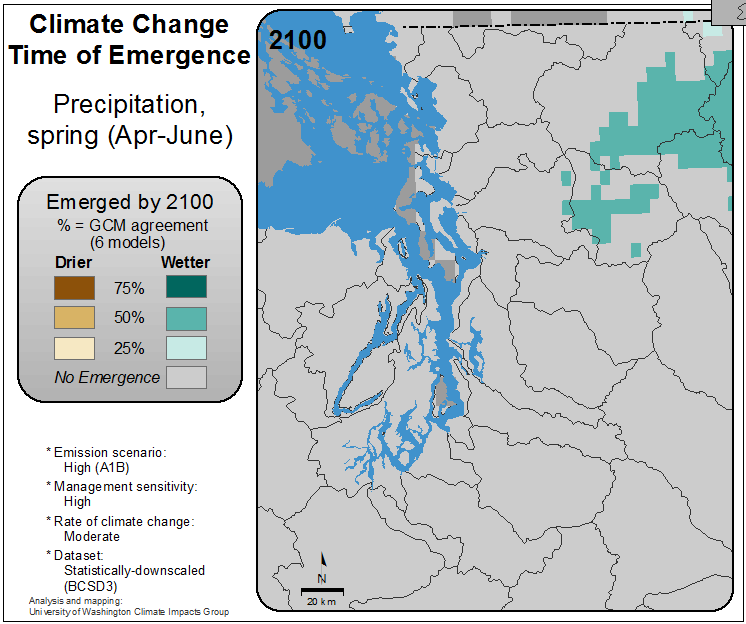 Climate Change
Time of Emergence
Precipitation,
spring (Apr-June)
Emerged by 2100
% = GCM agreement
(6 models)
Drier Wetter
75%
50%
25%
No Emergence
* Emission scenario:
High (A1B)
* Management sensitivity:
High
* Rate of climate change:
Moderate
* Dataset:
Statistically-downscaled
(BCSD3)
Analysis and mapping:
University of Washington Climate Impacts Group
2100
N
20 km